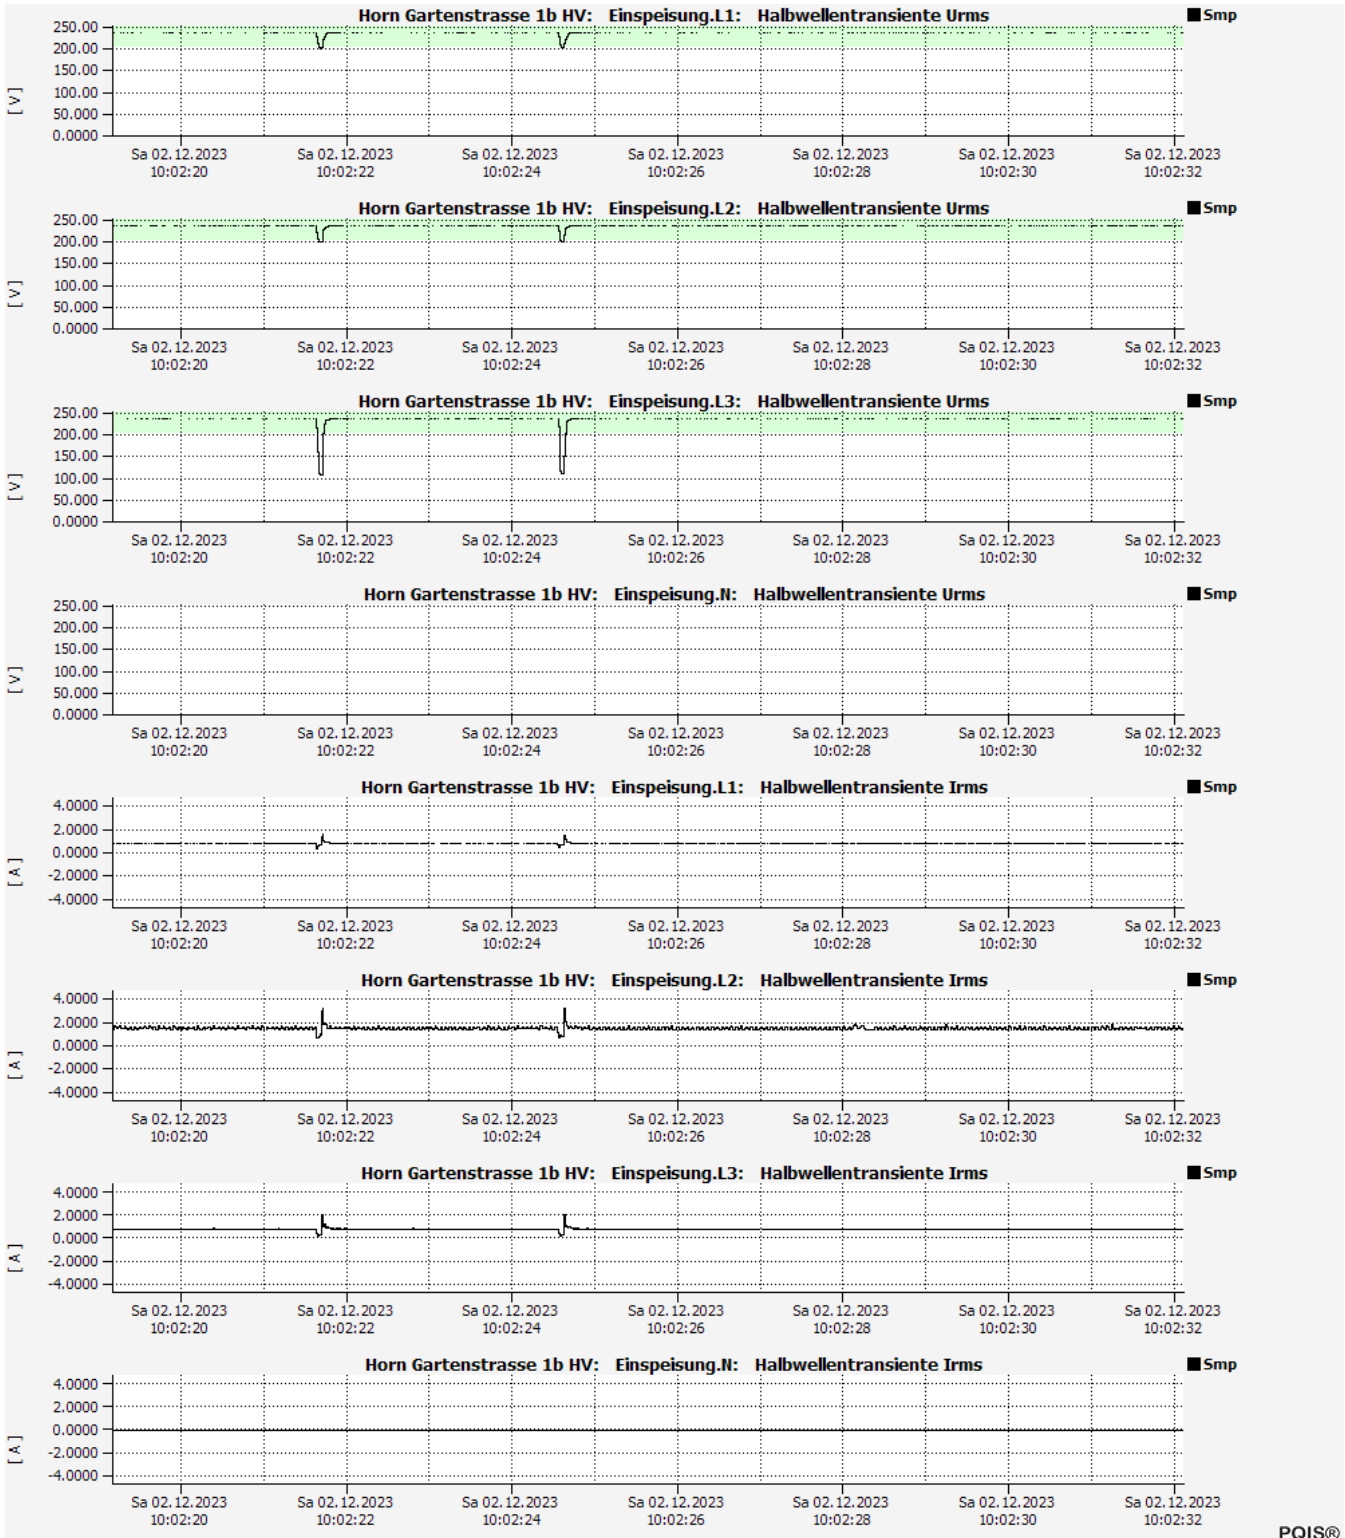 Horn Gartenstrasse 1b HV: Einspeisung.L1: Halbwellentransiente Urms
Smp
250.00
200.00
150.00
100.00
50.000
0.0000
[ V ]
Sa 02.12.2023 Sa 02.12.2023 Sa 02.12.2023 Sa 02.12.2023 Sa 02.12.2023 Sa 02.12.2023 Sa 02.12.2023
10:02:20 10:02:22 10:02:24 10:02:26 10:02:28 10:02:30 10:02:32
Horn Gartenstrasse 1b HV: Einspeisung.L2: Halbwellentransiente Urms
Smp
250.00
200.00
150.00
100.00
50.000
0.0000
[ V ]
Sa 02.12.2023 Sa 02.12.2023 Sa 02.12.2023 Sa 02.12.2023 Sa 02.12.2023 Sa 02.12.2023 Sa 02.12.2023
10:02:20 10:02:22 10:02:24 10:02:26 10:02:28 10:02:30 10:02:32
Horn Gartenstrasse 1b HV: Einspeisung.L3: Halbwellentransiente Urms
Smp
250.00
200.00
150.00
100.00
50.000
0.0000
[ V ]
Sa 02.12.2023 Sa 02.12.2023 Sa 02.12.2023 Sa 02.12.2023 Sa 02.12.2023 Sa 02.12.2023 Sa 02.12.2023
10:02:20 10:02:22 10:02:24 10:02:26 10:02:28 10:02:30 10:02:32
Horn Gartenstrasse 1b HV: Einspeisung.N: Halbwellentransiente Urms
Smp
250.00
200.00
150.00
100.00
50.000
0.0000
[ V ]
Sa 02.12.2023 Sa 02.12.2023 Sa 02.12.2023 Sa 02.12.2023 Sa 02.12.2023 Sa 02.12.2023 Sa 02.12.2023
10:02:20 10:02:22 10:02:24 10:02:26 10:02:28 10:02:30 10:02:32
Horn Gartenstrasse 1b HV: Einspeisung.L1: Halbwellentransiente Irms
Smp
4.0000
2.0000
0.0000
-2.0000
-4.0000
[ A ]
Sa 02.12.2023 Sa 02.12.2023 Sa 02.12.2023 Sa 02.12.2023 Sa 02.12.2023 Sa 02.12.2023 Sa 02.12.2023
10:02:20 10:02:22 10:02:24 10:02:26 10:02:28 10:02:30 10:02:32
Horn Gartenstrasse 1b HV: Einspeisung.L2: Halbwellentransiente Irms
Smp
4.0000
2.0000
0.0000
-2.0000
-4.0000
[ A ]
Sa 02.12.2023 Sa 02.12.2023 Sa 02.12.2023 Sa 02.12.2023 Sa 02.12.2023 Sa 02.12.2023 Sa 02.12.2023
10:02:20 10:02:22 10:02:24 10:02:26 10:02:28 10:02:30 10:02:32
Horn Gartenstrasse 1b HV: Einspeisung.L3: Halbwellentransiente Irms
Smp
4.0000
2.0000
0.0000
-2.0000
-4.0000
[ A ]
Sa 02.12.2023 Sa 02.12.2023 Sa 02.12.2023 Sa 02.12.2023 Sa 02.12.2023 Sa 02.12.2023 Sa 02.12.2023
10:02:20 10:02:22 10:02:24 10:02:26 10:02:28 10:02:30 10:02:32
Horn Gartenstrasse 1b HV: Einspeisung.N: Halbwellentransiente Irms
Smp
4.0000
2.0000
0.0000
-2.0000
-4.0000
[ A ]
Sa 02.12.2023 Sa 02.12.2023 Sa 02.12.2023 Sa 02.12.2023 Sa 02.12.2023 Sa 02.12.2023 Sa 02.12.2023
10:02:20 10:02:22 10:02:24 10:02:26 10:02:28 10:02:30 10:02:32
PQIS®